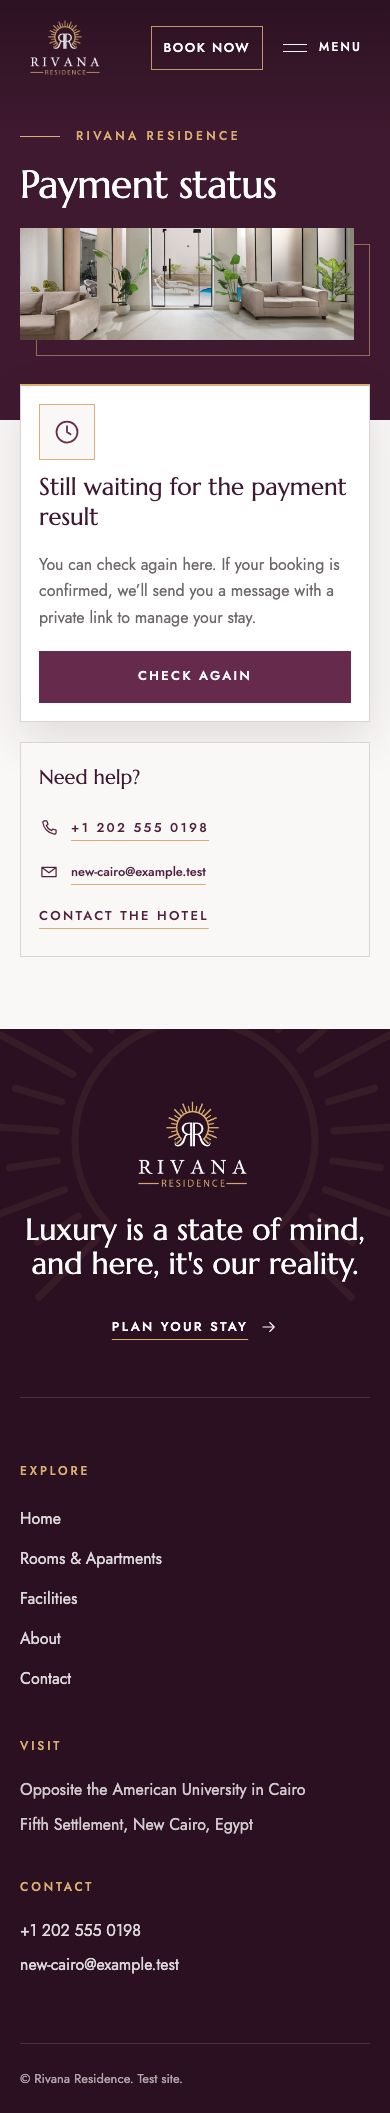 RIVANA
RESIDENCE
BOOK NOW
MENU
RIVANA RESIDENCE
Payment status
Still waiting for the payment
result
You can check again here. If your booking is
confirmed, we’ll send you a message with a
private link to manage your stay.
CHECK AGAIN
Need help?
+1 202 555 0198
new-cairo@example.test
CONTACT THE HOTEL
RIVANA
RESIDENCE
Luxury is a state of mind,
and here, it's our reality.
PLAN YOUR STAY
EXPLORE
Home
Rooms & Apartments
Facilities
About
Contact
VISIT
Opposite the American University in Cairo
Fifth Settlement, New Cairo, Egypt
CONTACT
+1 202 555 0198
new-cairo@example.test
© Rivana Residence. Test site.